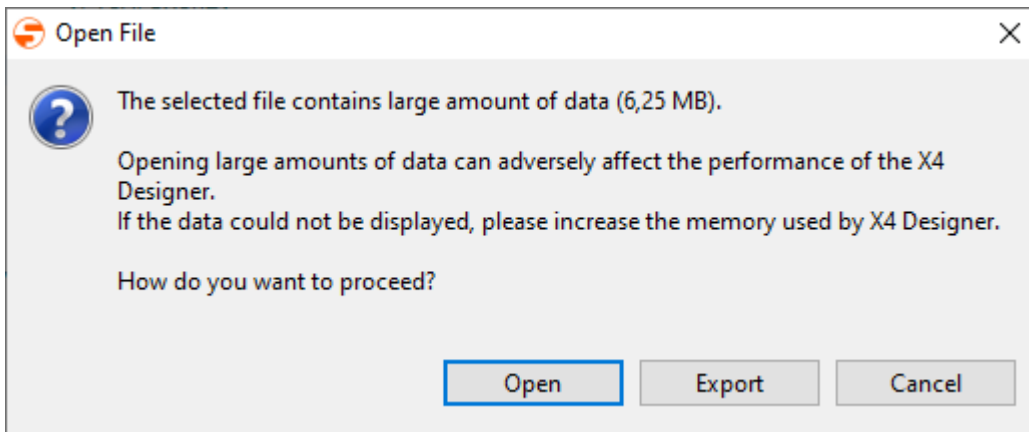 Open File
The selected file contains large amount of data (6,25 MB).
Opening large amounts of data can adversely affect the performance of the X4
Designer.
If the data could not be displayed, please increase the memory used by X4 Designer.
How do you want to proceed?
Open
Export
Cancel